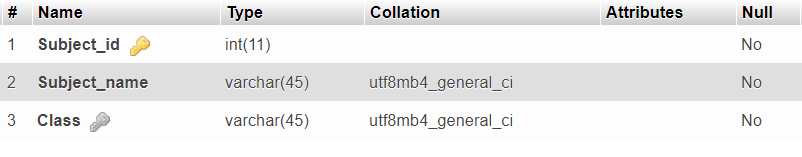 # Name Type Collation Attributes Null
1 Subject_id int(11) No
2 Subject_name varchar(45) utf8mb4_general_ci No
3 Class varchar(45) utf8mb4_general_ci No